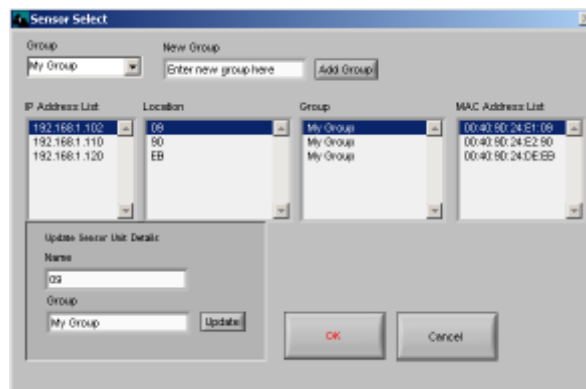 Sensor Select
Group
New Group
My Group
Enter new group here
Add Group
IP Address List
Location
Group
MAC Address List
192.168.1.102
09
My Group
00:40:9D:24:E1:09
192.168.1.110
90
My Group
00:40:9D:24:E2:90
192.168.1.120
EB
My Group
00:40:9D:24:DE:EB
Update Sensor Unit Details
Name
09
Group
My Group
Update
OK
Cancel